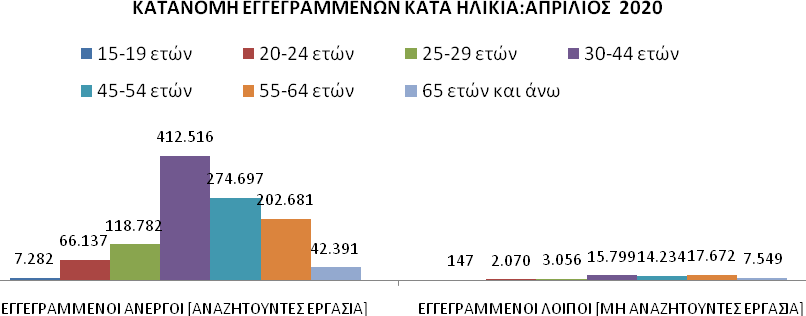 ΚΑΤΑΝΟΜΗ ΕΓΓΕΓΡΑΜΜΕΝΩΝ ΚΑΤΑ ΗΛΙΚΙΑ:ΑΠΡΙΛΙΟΣ 2020
15-19 ετών 20-24 ετών 25-29 ετών 30-44 ετών
45-54 ετών 55-64 ετών 65 ετών και άνω
7.282 66.137 118.782 412.516 274.697 202.681 42.391
147 2.070 3.056 15.799 14.234 17.672 7.549
ΕΓΓΕΓΡΑΜΜΕΝΟΙ ΑΝΕΡΓΟΙ [ΑΝΑΖΗΤΟΥΝΤΕΣ ΕΡΓΑΣΙΑ] ΕΓΓΕΓΡΑΜΜΕΝΟΙ ΛΟΙΠΟΙ [ΜΗ ΑΝΑΖΗΤΟΥΝΤΕΣ ΕΡΓΑΣΙΑ]